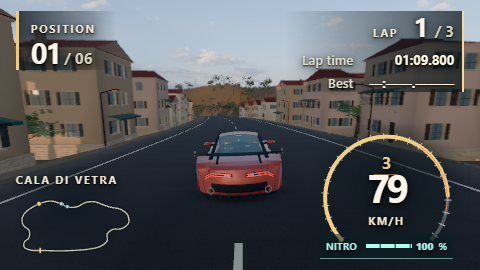 POSITION
01 / 06
LAP 1 / 3
Lap time 01:09.800
Best --:--.---
CALA DI VETRA
3
79
KM/H
NITRO 100 %